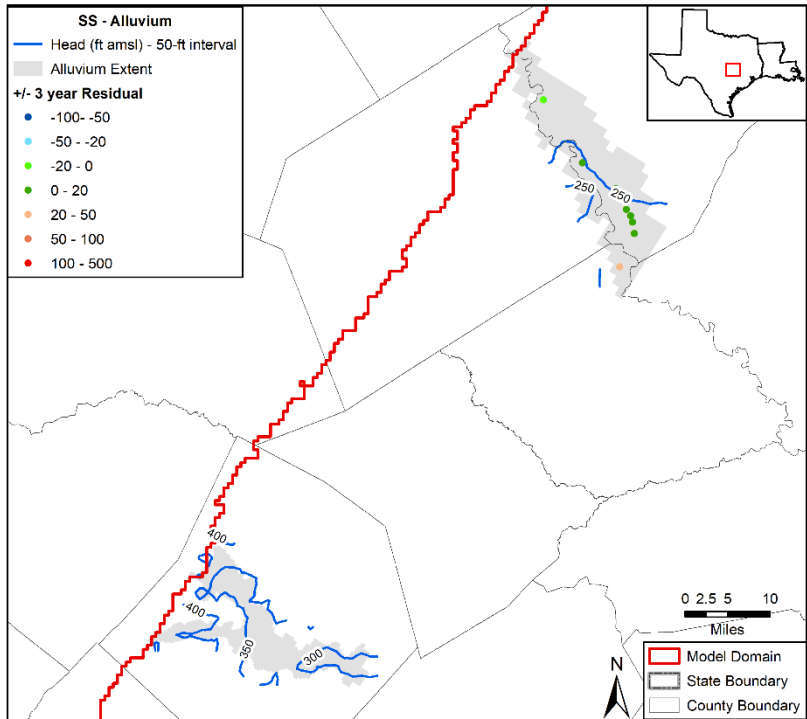 SS - Alluvium
Head (ft amsl) - 50-ft interval
Alluvium Extent
+/- 3 year Residual
-100- -50
-50 - -20
-20 - 0
0 - 20
20 - 50
50 - 100
100 - 500
250
250
400
400
350
300
0 2.5 5 10
Miles
N
Model Domain
State Boundary
County Boundary